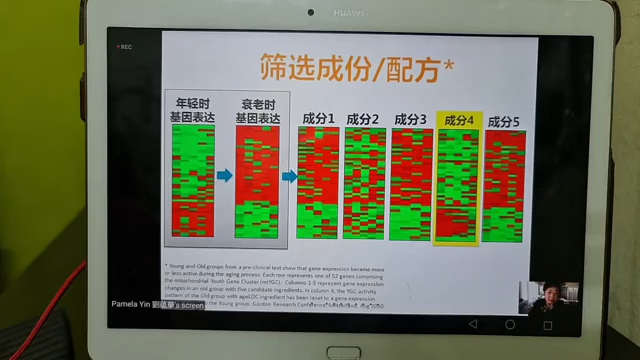 HUAWEI
REC
筛选成份/配方*
年轻时
基因表达
衰老时
基因表达
成分1
成分2
成分3
成分4
成分5
* Young and Old groups from a pre-clinical test show that gene expression became more
or less active during the aging process. Each row represents one of 52 genes comprising
the mitochondrial Youth Gene Cluster (mtYGC). Columns 1-5 represent gene expression
changes in an old group with five candidate ingredients. In column 4, the YGC activity
pattern of the Old group with ageLOC ingredient has been reset to a gene expression
the Young group. Gordon Research Conference
Pamela Yin
screen